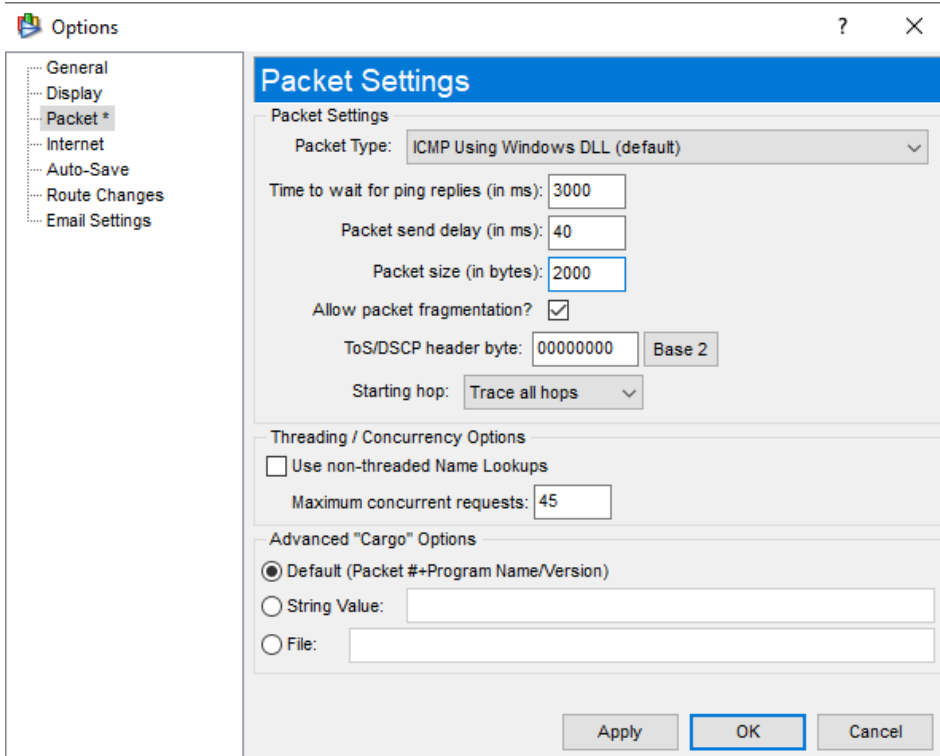 Options
?
General
Display
Packet *
Internet
Auto-Save
Route Changes
Email Settings
Packet Settings
Packet Settings
Packet Type: ICMP Using Windows DLL (default)
Time to wait for ping replies (in ms): 3000
Packet send delay (in ms): 40
Packet size (in bytes): 2000
Allow packet fragmentation?
ToS/DSCP header byte: 00000000 Base 2
Starting hop: Trace all hops
Threading / Concurrency Options
Use non-threaded Name Lookups
Maximum concurrent requests: 45
Advanced "Cargo" Options
Default (Packet #+Program Name/Version)
String Value:
File:
Apply OK Cancel